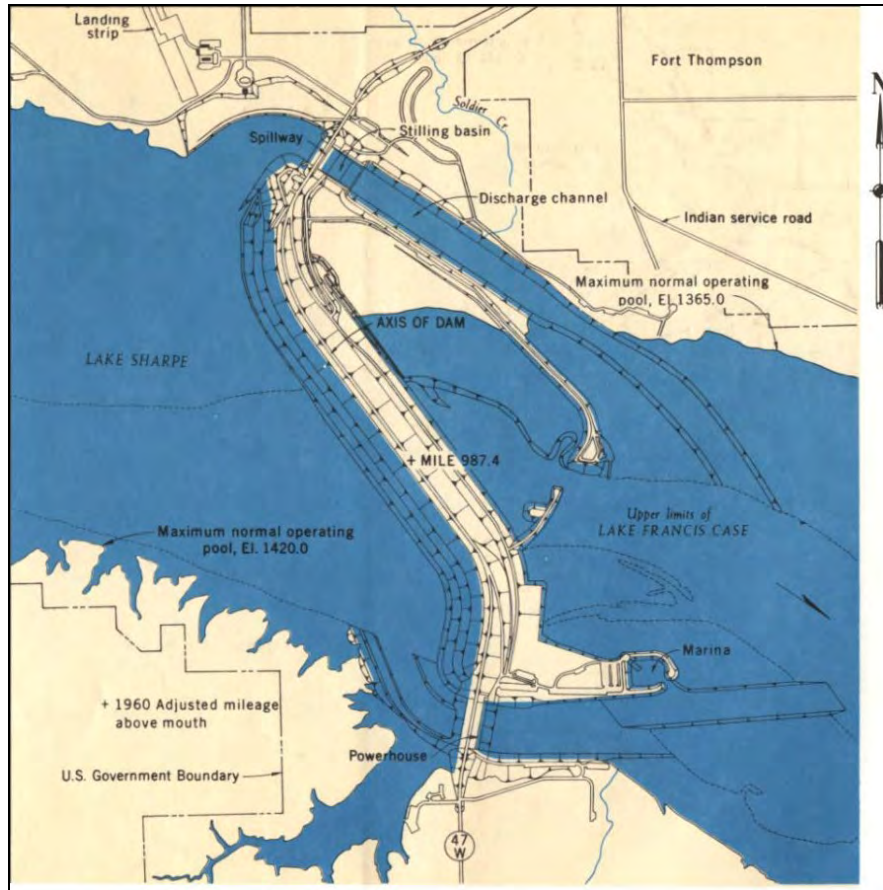 Landing
strip
Fort Thompson
N
Soldier Cr.
Spillway
Stilling basin
Discharge channel
Indian service road
Maximum normal operating
pool, El. 1365.0
AXIS OF DAM
LAKE SHARPE
+ MILE 987.4
Upper limits of
LAKE FRANCIS CASE
Maximum normal operating
pool, El. 1420.0
Marina
+ 1960 Adjusted mileage
above mouth
Powerhouse
U.S. Government Boundary
47
W